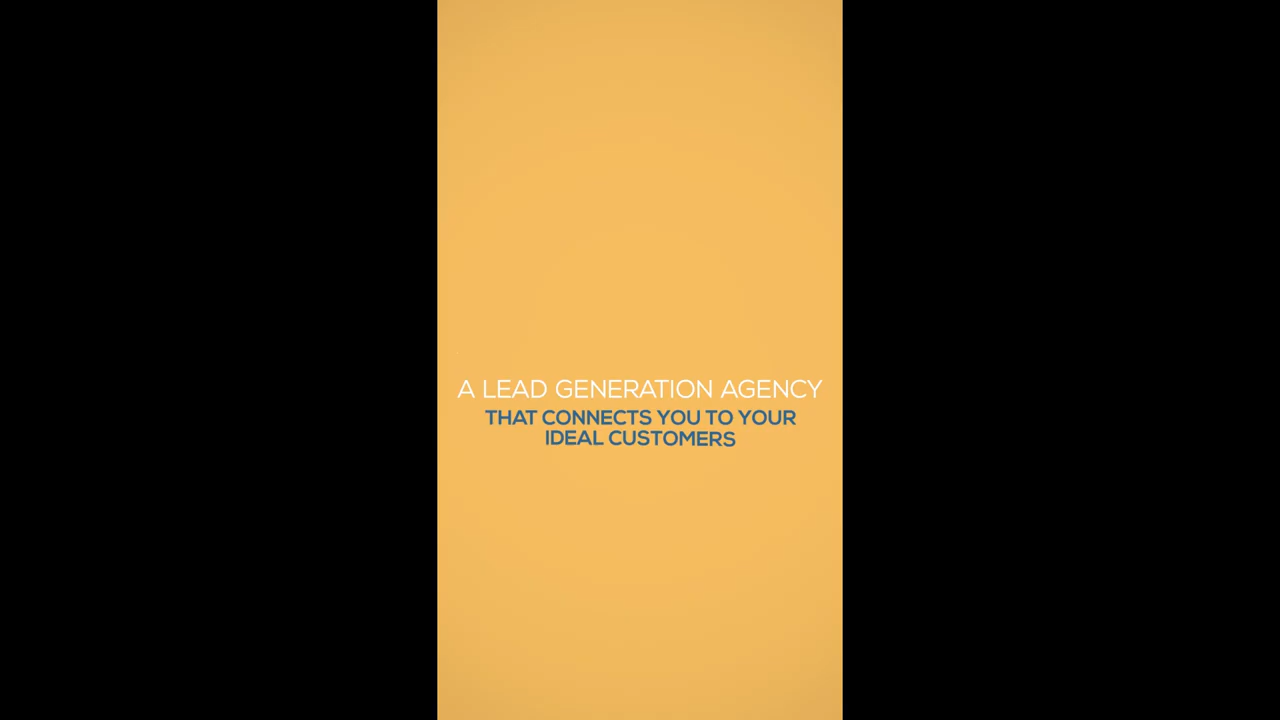 A LEAD GENERATION AGENCY
THAT CONNECTS YOU TO YOUR
IDEAL CUSTOMERS